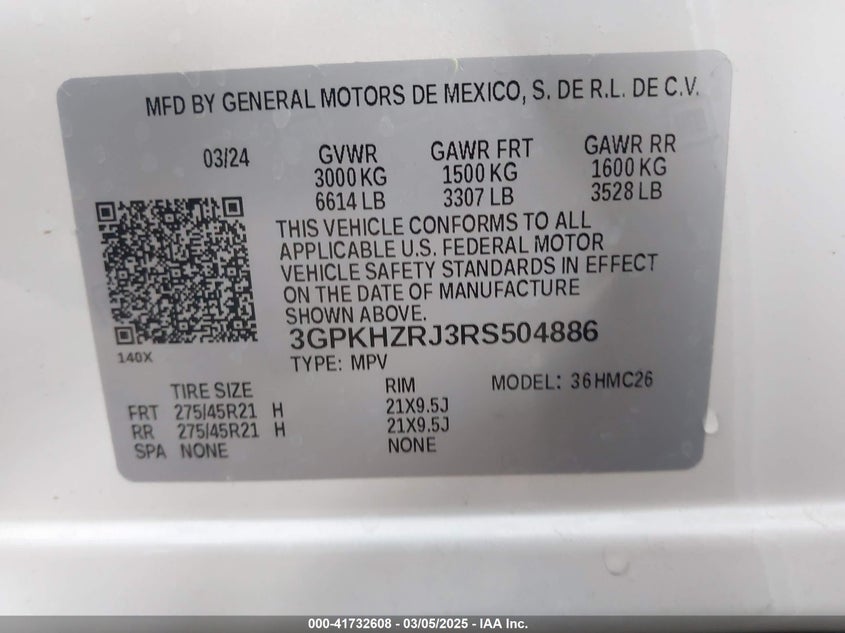 MFD BY GENERAL MOTORS DE MEXICO, S. DE R.L. DE C.V.
03/24 GVWR GAWR FRT GAWR RR
3000 KG 1500 KG 1600 KG
6614 LB 3307 LB 3528 LB
THIS VEHICLE CONFORMS TO ALL
APPLICABLE U.S. FEDERAL MOTOR
VEHICLE SAFETY STANDARDS IN EFFECT
ON THE DATE OF MANUFACTURE
SHOWN ABOVE.
3GPKHZRJ3RS504886
140X
TYPE: MPV
TIRE SIZE RIM MODEL: 36HMC26
FRT 275/45R21 H 21X9.5J
RR 275/45R21 H 21X9.5J
SPA NONE NONE
000-41732608 - 03/05/2025 - IAA Inc.